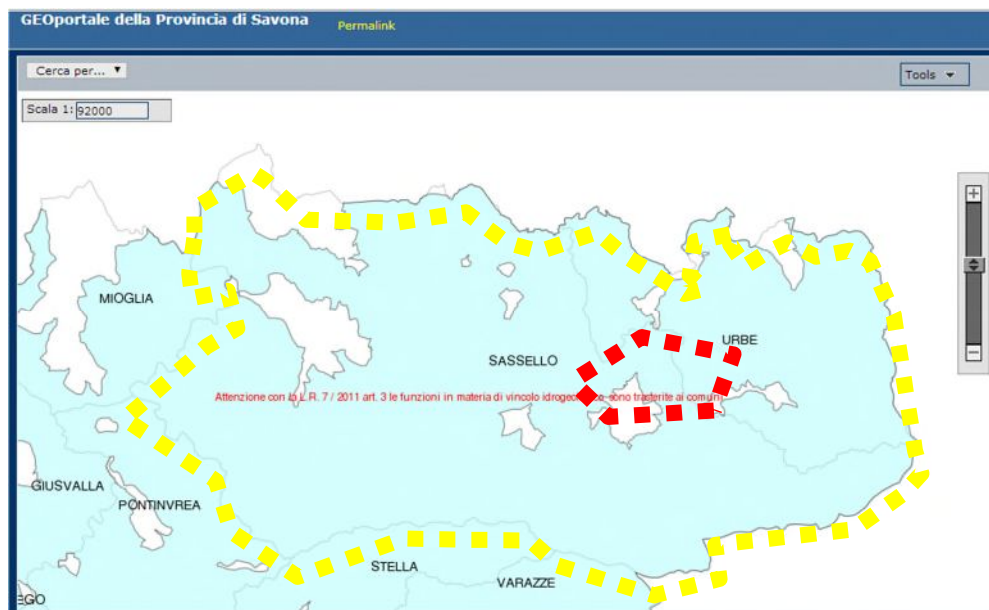 GEOportale della Provincia di Savona
Permalink
Cerca per...
Tools
Scala 1: 92000
MIOGLIA
URBE
SASSELLO
Attenzione con la L.R. 7 / 2011 art. 3 le funzioni in materia di vincolo idrogeologico sono trasferite ai comuni
GIUSVALLA
PONTINVREA
STELLA
VARAZZE
EGO